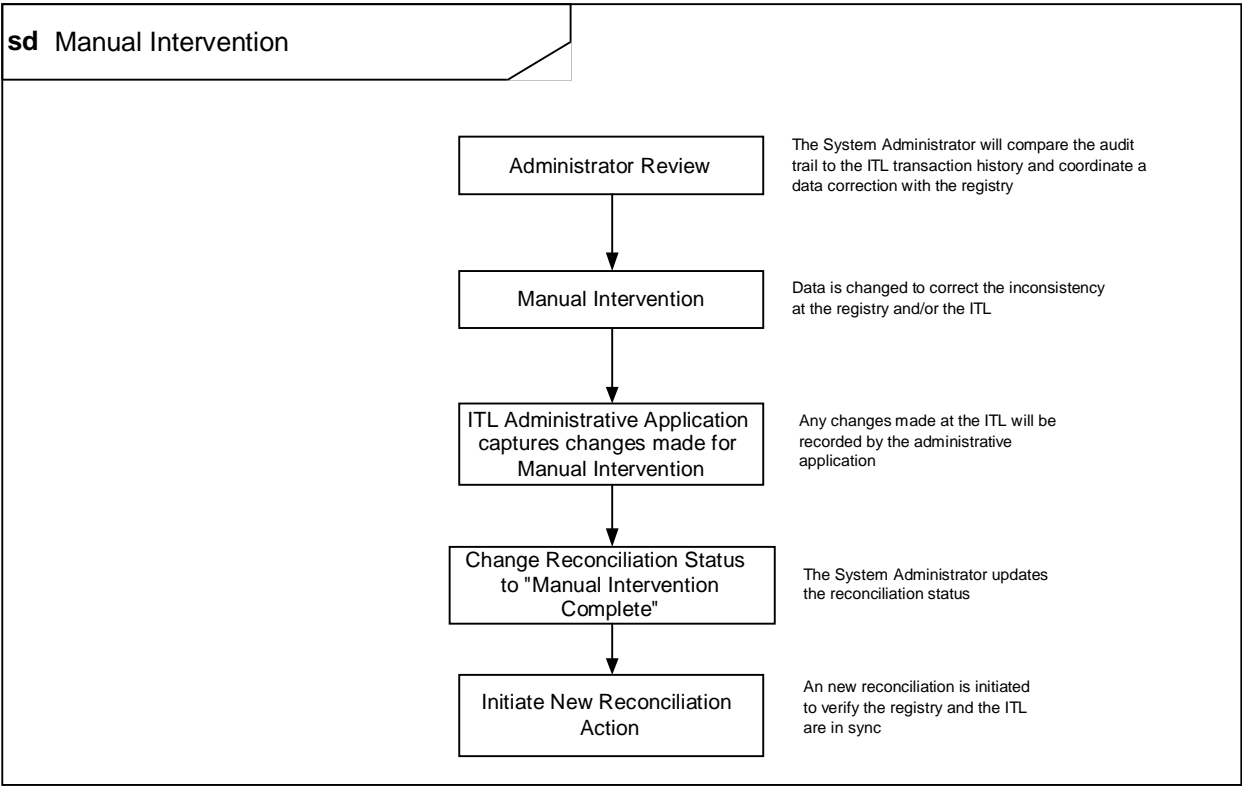 sd Manual Intervention
Administrator Review
The System Administrator will compare the audit
trail to the ITL transaction history and coordinate a
data correction with the registry
Manual Intervention
Data is changed to correct the inconsistency
at the registry and/or the ITL
ITL Administrative Application
captures changes made for
Manual Intervention
Any changes made at the ITL will be
recorded by the administrative
application
Change Reconciliation Status
to "Manual Intervention
Complete"
The System Administrator updates
the reconciliation status
Initiate New Reconciliation
Action
An new reconciliation is initiated
to verify the registry and the ITL
are in sync